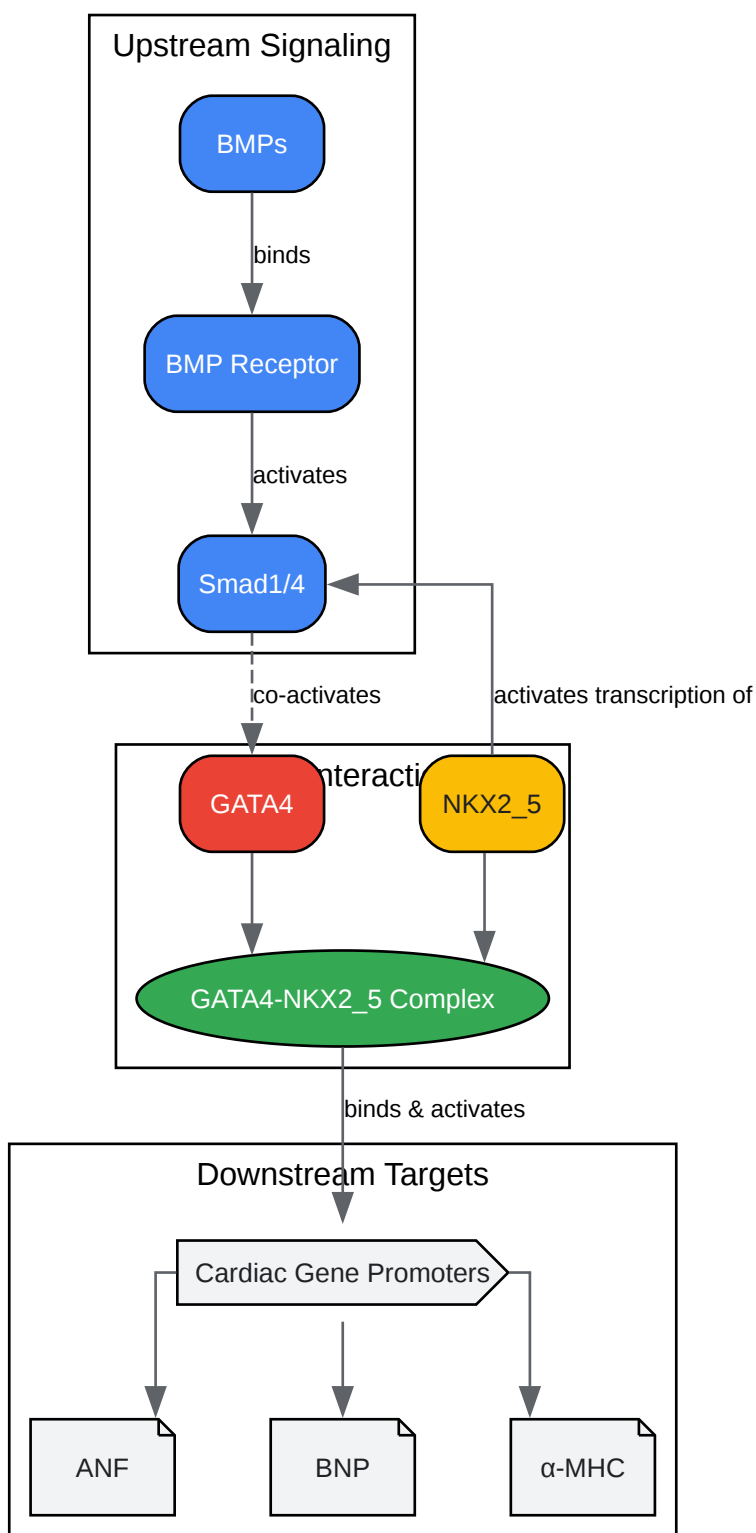 Upstream Signaling
BMPs
binds
BMP Receptor
activates
Smad1/4
co-activates
activates transcription of
GATA4
NKX2_5
GATA4-NKX2_5 Complex
binds & activates
Downstream Targets
Cardiac Gene Promoters
ANF
BNP
α-MHC